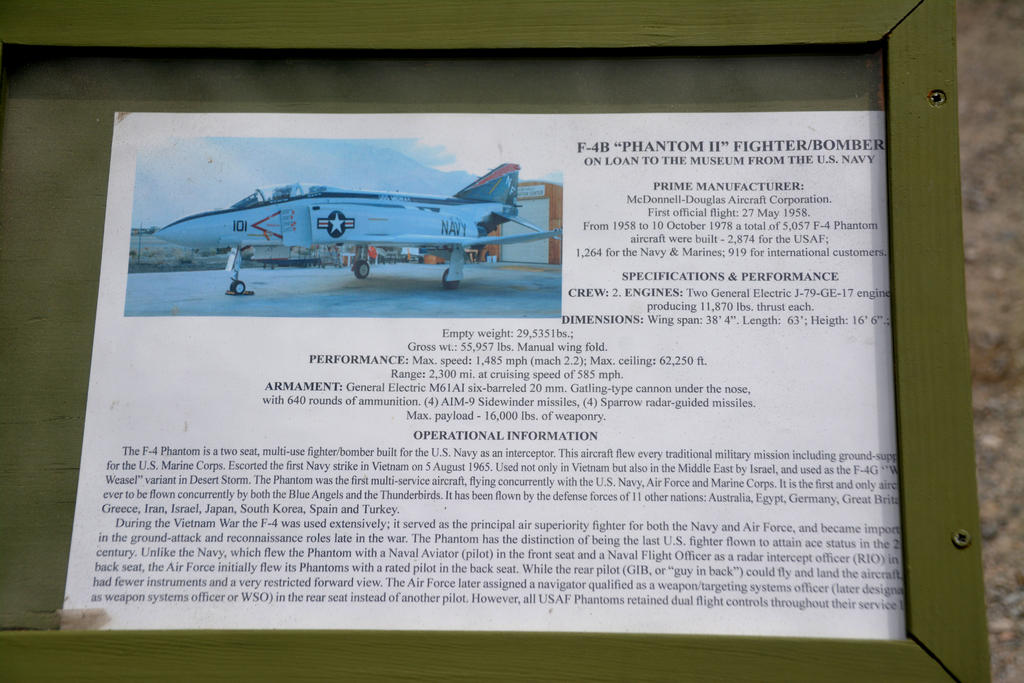 F-4B “PHANTOM II” FIGHTER/BOMBER
ON LOAN TO THE MUSEUM FROM THE U.S. NAVY
PRIME MANUFACTURER:
McDonnell-Douglas Aircraft Corporation.
First official flight: 27 May 1958.
From 1958 to 10 October 1978 a total of 5,057 F-4 Phantom
aircraft were built - 2,874 for the USAF;
1,264 for the Navy & Marines; 919 for international customers.
101
NAVY
SPECIFICATIONS & PERFORMANCE
CREW: 2. ENGINES: Two General Electric J-79-GE-17 engine
producing 11,870 lbs. thrust each.
DIMENSIONS: Wing span: 38' 4”. Length: 63'; Heigth: 16' 6”.;
Empty weight: 29,5351bs.;
Gross wt.: 55,957 lbs. Manual wing fold.
PERFORMANCE: Max. speed: 1,485 mph (mach 2.2); Max. ceiling: 62,250 ft.
Range: 2,300 mi. at cruising speed of 585 mph.
ARMAMENT: General Electric M61AI six-barreled 20 mm. Gatling-type cannon under the nose,
with 640 rounds of ammunition. (4) AIM-9 Sidewinder missiles, (4) Sparrow radar-guided missiles.
Max. payload - 16,000 lbs. of weaponry.
OPERATIONAL INFORMATION
The F-4 Phantom is a two seat, multi-use fighter/bomber built for the U.S. Navy as an interceptor. This aircraft flew every traditional military mission including ground-supp
for the U.S. Marine Corps. Escorted the first Navy strike in Vietnam on 5 August 1965. Used not only in Vietnam but also in the Middle East by Israel, and used as the F-4G “W
Weasel” variant in Desert Storm. The Phantom was the first multi-service aircraft, flying concurrently with the U.S. Navy, Air Force and Marine Corps. It is the first and only airc
ever to be flown concurrently by both the Blue Angels and the Thunderbirds. It has been flown by the defense forces of 11 other nations: Australia, Egypt, Germany, Great Brita
Greece, Iran, Israel, Japan, South Korea, Spain and Turkey.
During the Vietnam War the F-4 was used extensively; it served as the principal air superiority fighter for both the Navy and Air Force, and became import
in the ground-attack and reconnaissance roles late in the war. The Phantom has the distinction of being the last U.S. fighter flown to attain ace status in the 2
century. Unlike the Navy, which flew the Phantom with a Naval Aviator (pilot) in the front seat and a Naval Flight Officer as a radar intercept officer (RIO) in
back seat, the Air Force initially flew its Phantoms with a rated pilot in the back seat. While the rear pilot (GIB, or “guy in back”) could fly and land the aircraft,
had fewer instruments and a very restricted forward view. The Air Force later assigned a navigator qualified as a weapon/targeting systems officer (later designa
as weapon systems officer or WSO) in the rear seat instead of another pilot. However, all USAF Phantoms retained dual flight controls throughout their service l